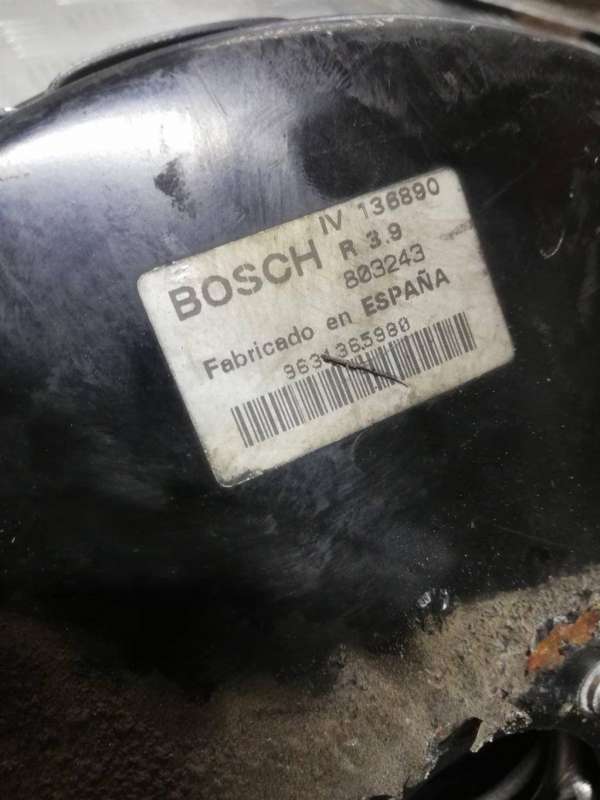 IV 136890
BOSCH R 3.9
803243
Fabricado en ESPAÑA
9631365980